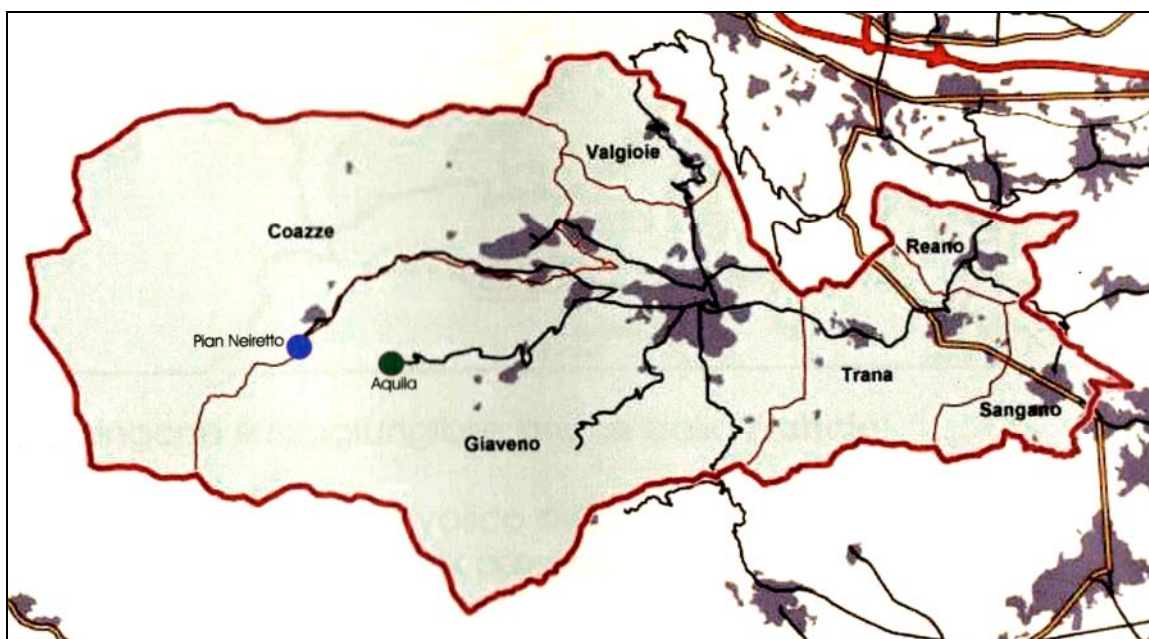 Valgioie
Coazze
Reano
Pian Neiretto
Aquila
Trana
Sangano
Giaveno